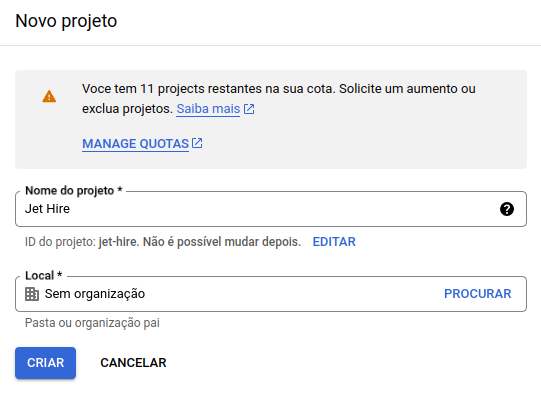 Novo projeto
Voce tem 11 projects restantes na sua cota. Solicite um aumento ou
exclua projetos. Saiba mais
MANAGE QUOTAS
Nome do projeto *
Jet Hire
ID do projeto: jet-hire. Não é possível mudar depois. EDITAR
Local *
Sem organização PROCURAR
Pasta ou organização pai
CRIAR CANCELAR